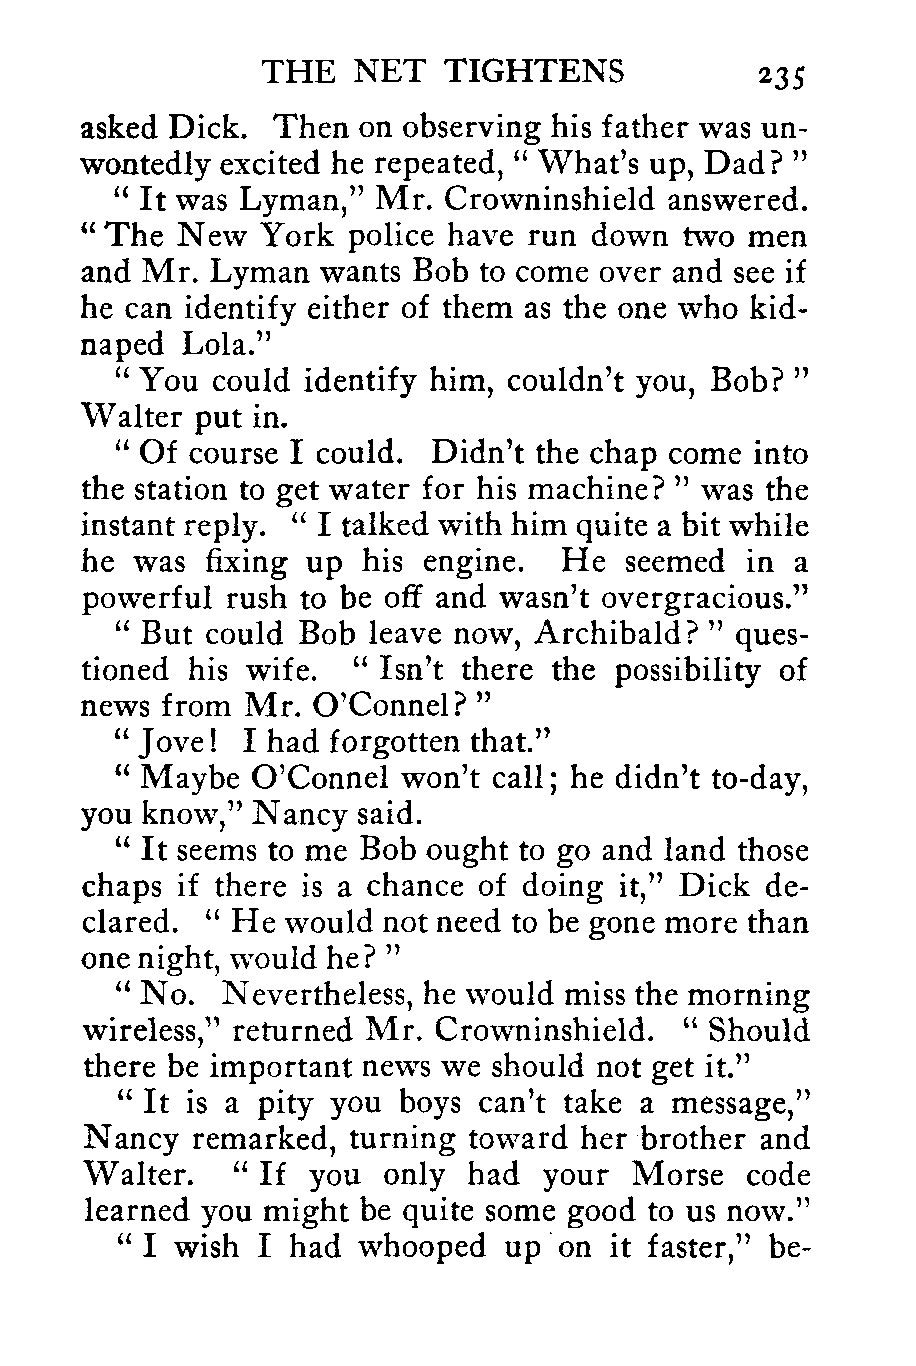 THE NET TIGHTENS 235
asked Dick. Then on observing his father was un-
wontedly excited he repeated, “ What's up, Dad? ”
“ It was Lyman,” Mr. Crowninshield answered.
“ The New York police have run down two men
and Mr. Lyman wants Bob to come over and see if
he can identify either of them as the one who kid-
naped Lola.”
“ You could identify him, couldn't you, Bob? ”
Walter put in.
“ Of course I could. Didn't the chap come into
the station to get water for his machine? ” was the
instant reply. “ I talked with him quite a bit while
he was fixing up his engine. He seemed in a
powerful rush to be off and wasn't overgracious.”
“ But could Bob leave now, Archibald? ” ques-
tioned his wife. “ Isn't there the possibility of
news from Mr. O'Connel? ”
“ Jove! I had forgotten that.”
“ Maybe O'Connel won't call; he didn't to-day,
you know,” Nancy said.
“ It seems to me Bob ought to go and land those
chaps if there is a chance of doing it,” Dick de-
clared. “ He would not need to be gone more than
one night, would he? ”
“ No. Nevertheless, he would miss the morning
wireless,” returned Mr. Crowninshield. “ Should
there be important news we should not get it.”
“ It is a pity you boys can't take a message,”
Nancy remarked, turning toward her brother and
Walter. “ If you only had your Morse code
learned you might be quite some good to us now.”
“ I wish I had whooped up on it faster,” be-